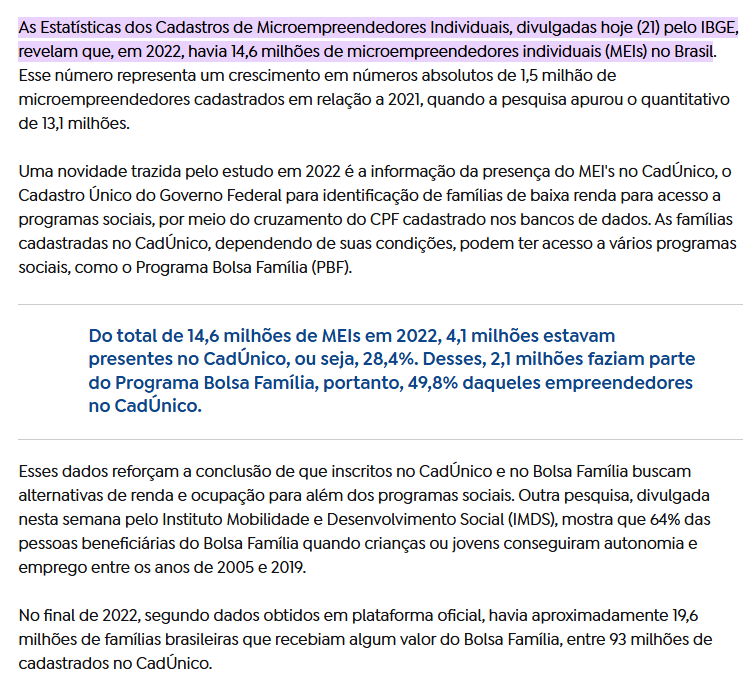 As Estatísticas dos Cadastros de Microempreendedores Individuais, divulgadas hoje (21) pelo IBGE,
revelam que, em 2022, havia 14,6 milhões de microempreendedores individuais (MEIs) no Brasil.
Esse número representa um crescimento em números absolutos de 1,5 milhão de
microempreendedores cadastrados em relação a 2021, quando a pesquisa apurou o quantitativo
de 13,1 milhões.
Uma novidade trazida pelo estudo em 2022 é a informação da presença do MEI's no CadÚnico, o
Cadastro Único do Governo Federal para identificação de famílias de baixa renda para acesso a
programas sociais, por meio do cruzamento do CPF cadastrado nos bancos de dados. As famílias
cadastradas no CadÚnico, dependendo de suas condições, podem ter acesso a vários programas
sociais, como o Programa Bolsa Família (PBF).
Do total de 14,6 milhões de MEIs em 2022, 4,1 milhões estavam
presentes no CadÚnico, ou seja, 28,4%. Desses, 2,1 milhões faziam parte
do Programa Bolsa Família, portanto, 49,8% daqueles empreendedores
no CadÚnico.
Esses dados reforçam a conclusão de que inscritos no CadÚnico e no Bolsa Família buscam
alternativas de renda e ocupação para além dos programas sociais. Outra pesquisa, divulgada
nesta semana pelo Instituto Mobilidade e Desenvolvimento Social (IMDS), mostra que 64% das
pessoas beneficiárias do Bolsa Família quando crianças ou jovens conseguiram autonomia e
emprego entre os anos de 2005 e 2019.
No final de 2022, segundo dados obtidos em plataforma oficial, havia aproximadamente 19,6
milhões de famílias brasileiras que recebiam algum valor do Bolsa Família, entre 93 milhões de
cadastrados no CadÚnico.